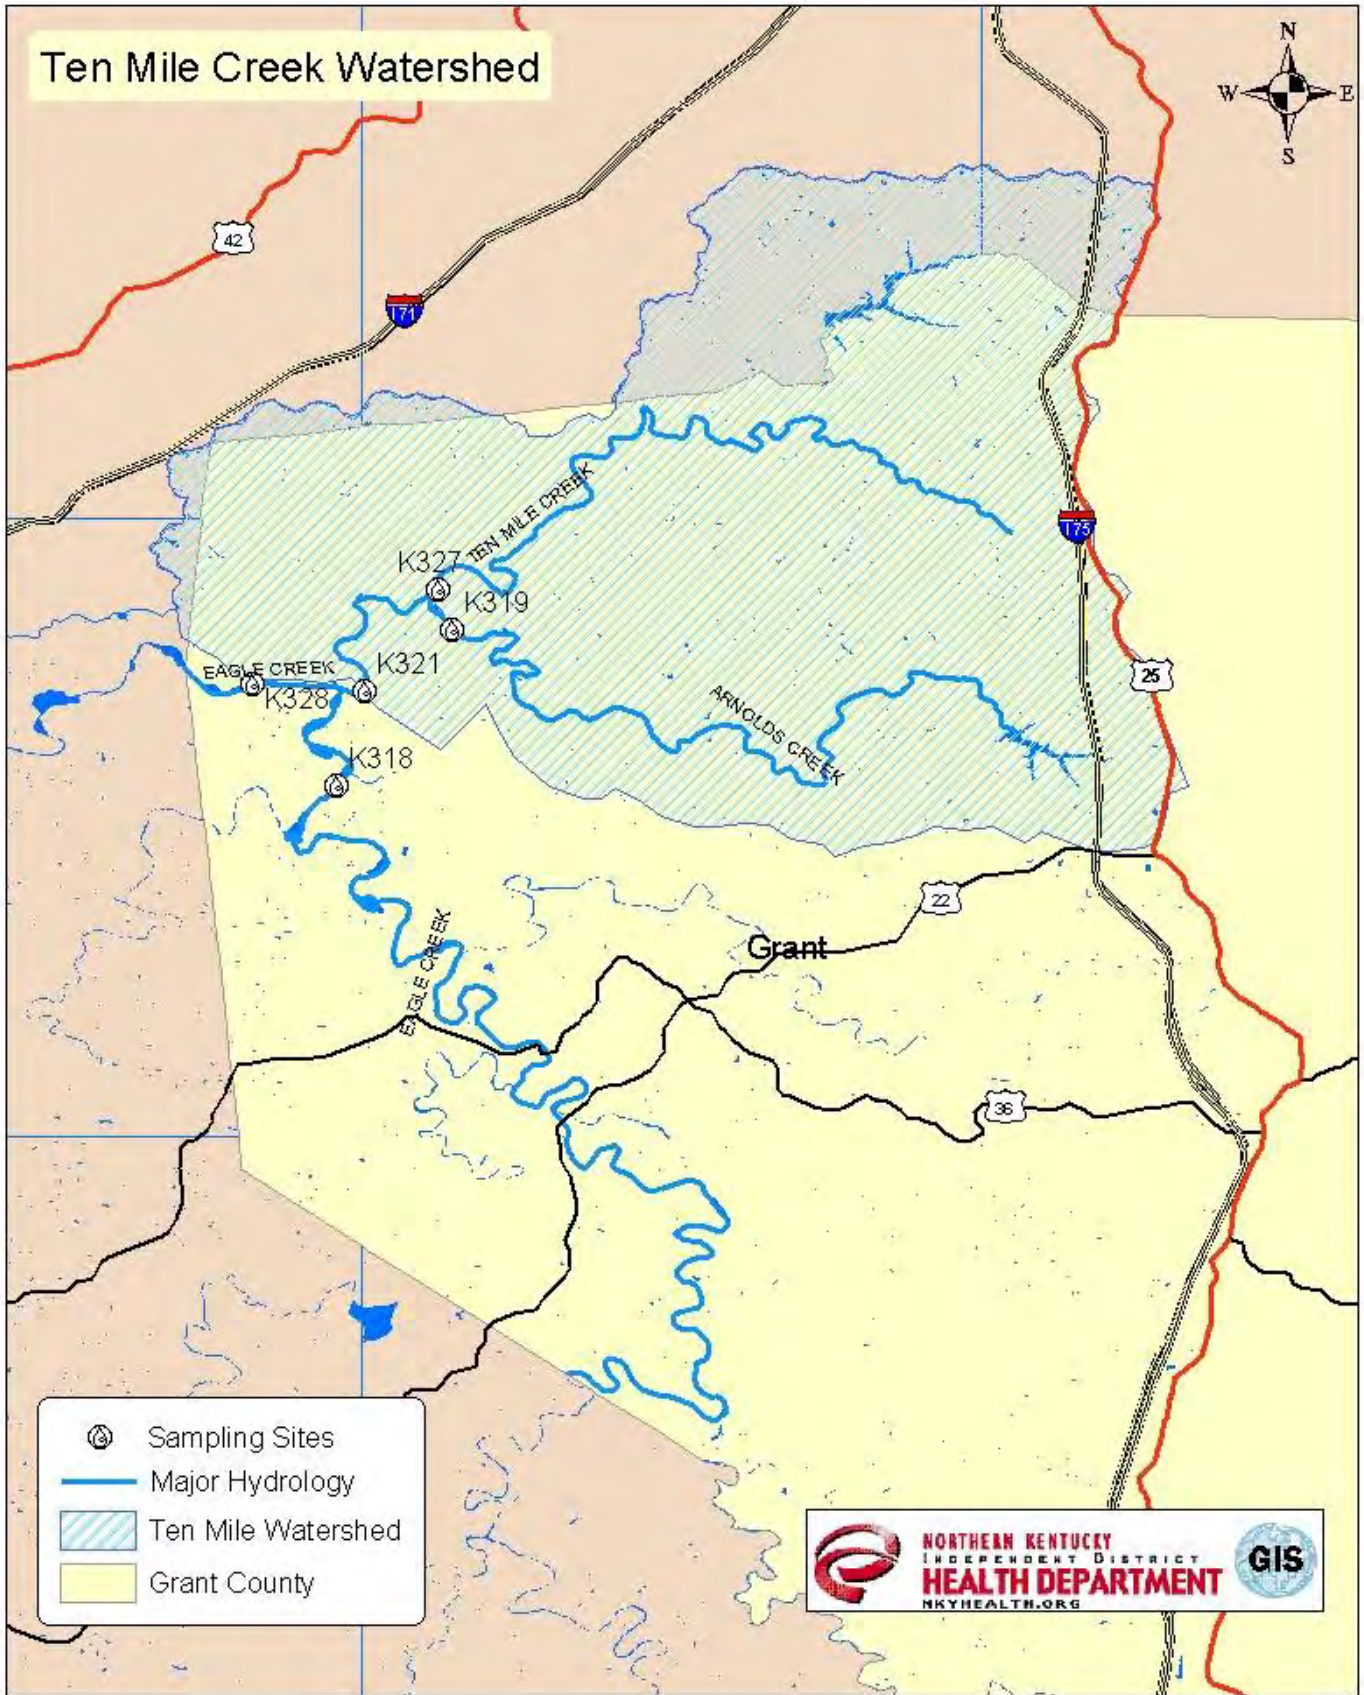 Ten Mile Creek Watershed
N
W
E
S
42
I71
TEN MILE CREEK
I75
K327
K319
EAGLE CREEK
K321
25
K328
ARNOLDS CREEK
K318
22
Grant
EAGLE CREEK
36
Sampling Sites
Major Hydrology
Ten Mile Watershed
Grant County
NORTHERN KENTUCKY
INDEPENDENT DISTRICT
HEALTH DEPARTMENT
NKYHEALTH.ORG
GIS